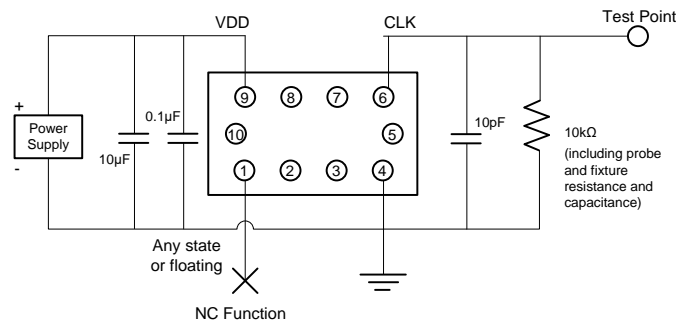 VDD
CLK
Test Point
9
8
7
6
+
Power
Supply
-
10µF
0.1µF
10
5
10pF
10kΩ
(including probe
and fixture
resistance and
capacitance)
1
2
3
4
Any state
or floating
NC Function